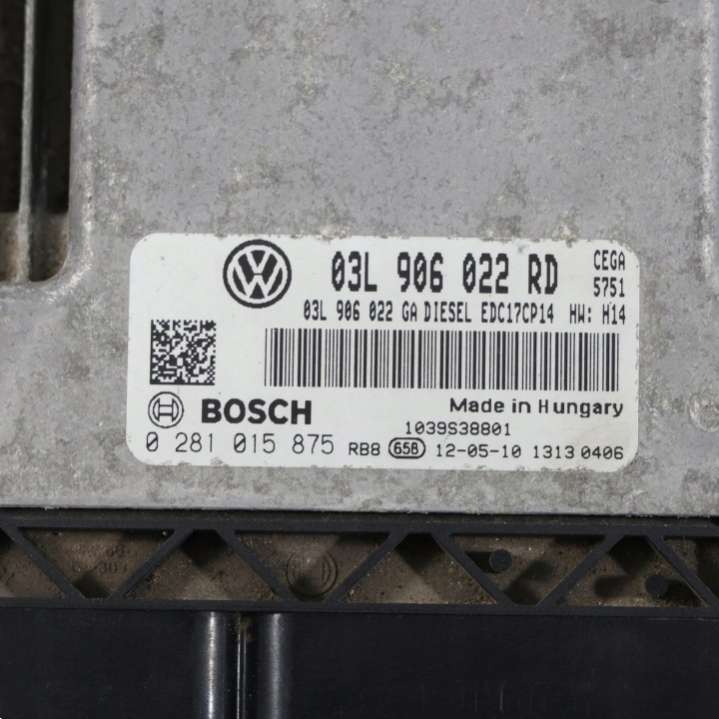 03L 906 022 RD CEGA
5751
03L 906 022 GA DIESEL EDC17CP14 HW: H14
BOSCH Made in Hungary
1039S38801
0 281 015 875 RB8 658 12-05-10 1313 0406